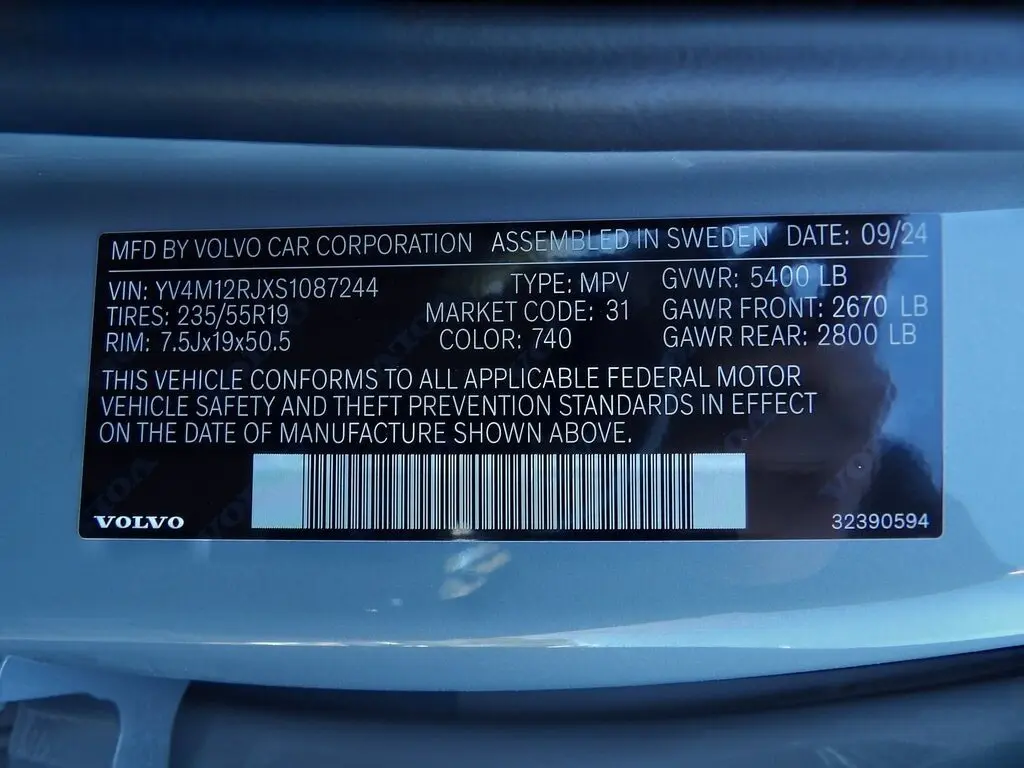 MFD BY VOLVO CAR CORPORATION ASSEMBLED IN SWEDEN DATE: 09/24
VIN: YV4M12RJXS1087244 TYPE: MPV GVWR: 5400 LB
TIRES: 235/55R19 MARKET CODE: 31 GAWR FRONT: 2670 LB
RIM: 7.5Jx19x50.5 COLOR: 740 GAWR REAR: 2800 LB
THIS VEHICLE CONFORMS TO ALL APPLICABLE FEDERAL MOTOR
VEHICLE SAFETY AND THEFT PREVENTION STANDARDS IN EFFECT
ON THE DATE OF MANUFACTURE SHOWN ABOVE.
VOLVO 32390594